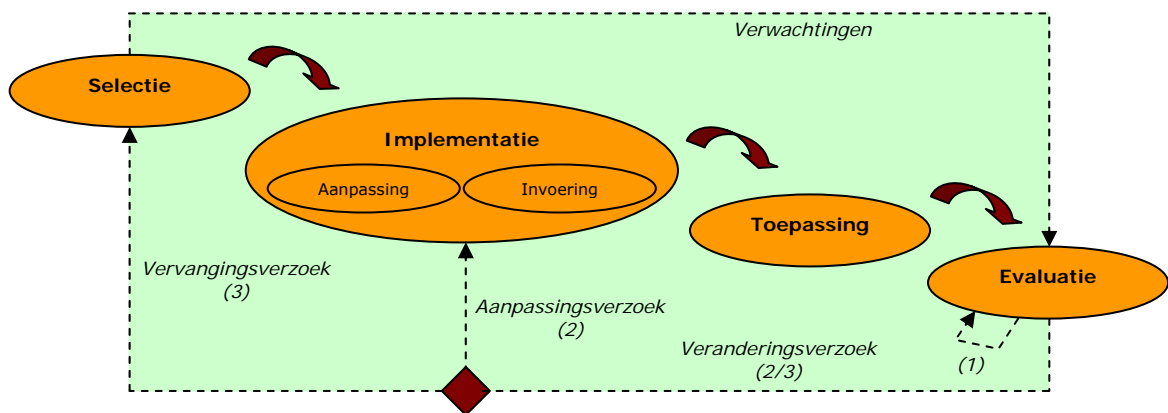 Verwachtingen
Selectie
Implementatie
Aanpassing
Invoering
Toepassing
Evaluatie
Vervangingsverzoek
(3)
Aanpassingsverzoek
(2)
Veranderingsverzoek
(2/3)
(1)